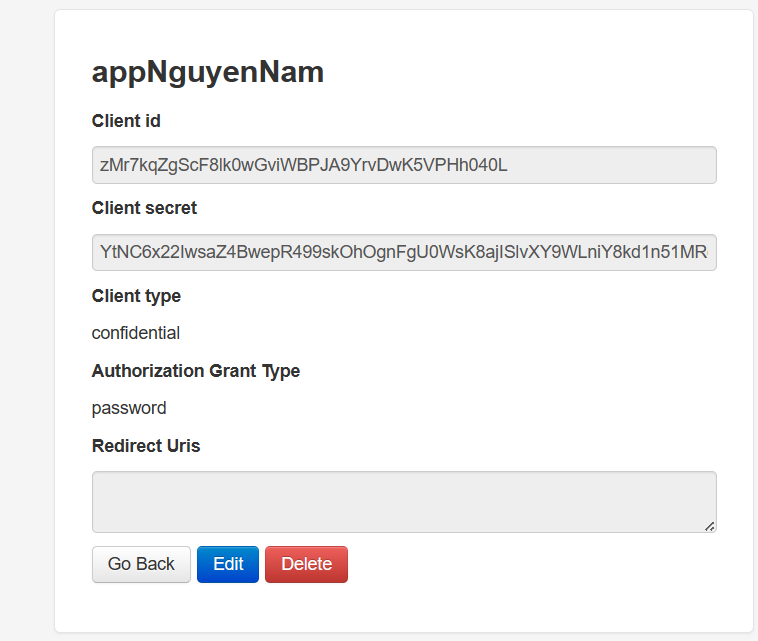 appNguyenNam
Client id
zMr7kqZgScF8lk0wGviWBPJA9YrvDwK5VPHh040L
Client secret
YtNC6x22IwsaZ4BwepR499skOhOgnFgU0WsK8ajISlvXY9WLniY8kd1n51MR
Client type
confidential
Authorization Grant Type
password
Redirect Uris
Go Back Edit Delete